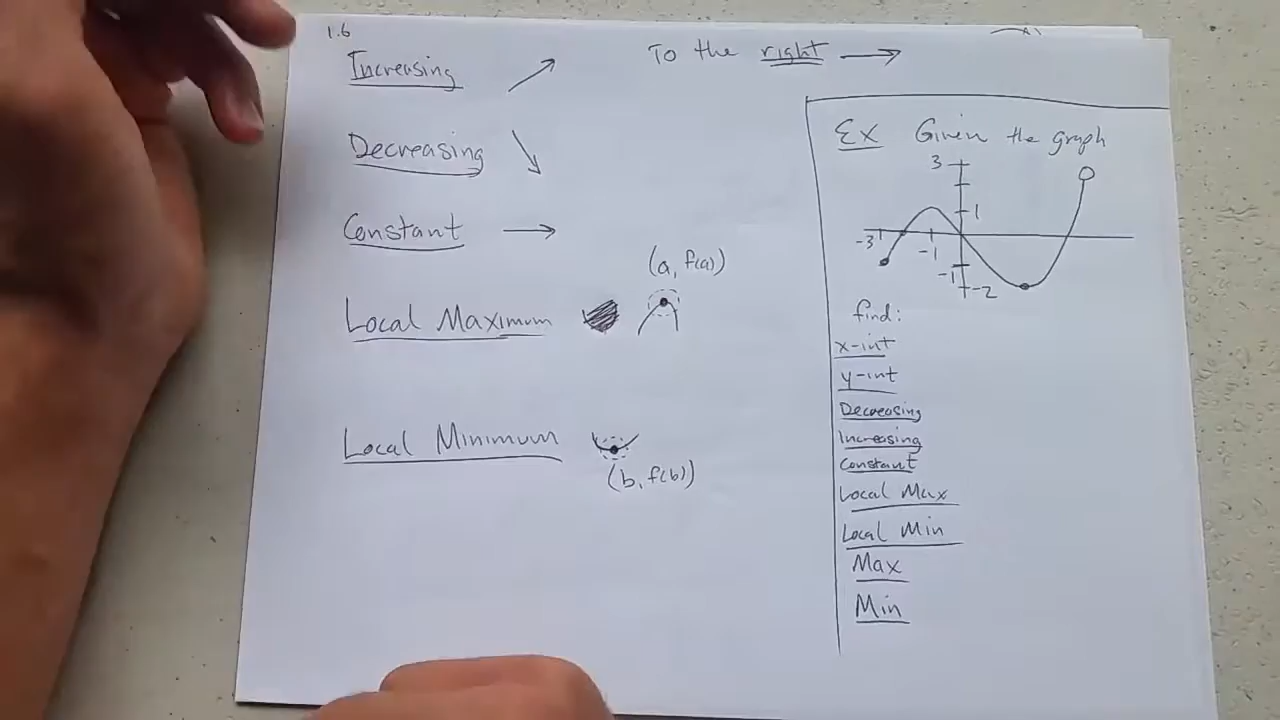 1.6
Increasing
To the right
Decreasing
Constant
Local Maximum
(a, f(a))
Local Minimum
(b, f(b))
Ex Given the graph
3
1
-3
-1
-1
-2
find:
x-int
y-int
Decreasing
Increasing
Constant
Local Max
Local Min
Max
Min